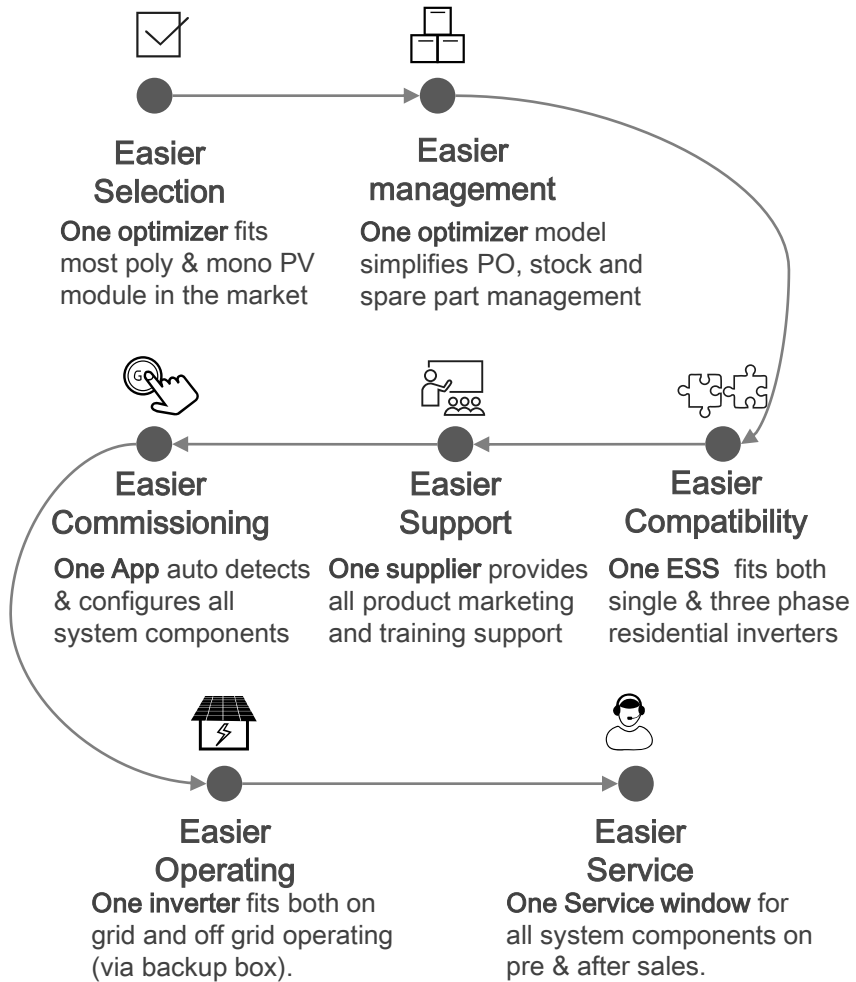 Easier
Selection
One optimizer fits
most poly & mono PV
module in the market
Easier
management
One optimizer model
simplifies PO, stock and
spare part management
Easier
Compatibility
One ESS fits both
single & three phase
residential inverters
Easier
Support
One supplier provides
all product marketing
and training support
GO
Easier
Commissioning
One App auto detects
& configures all
system components
Easier
Operating
One inverter fits both on
grid and off grid operating
(via backup box).
Easier
Service
One Service window for
all system components on
pre & after sales.